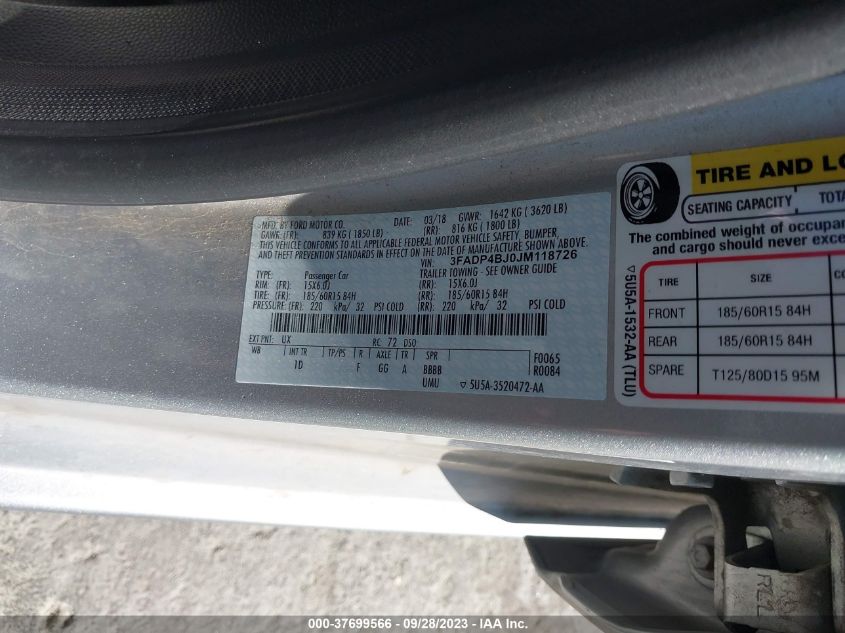 MFD. BY FORD MOTOR CO. DATE: 03/18 GVWR: 1642 KG ( 3620 LB)
GAWR: (FR): 839 KG ( 1850 LB) (RR): 816 KG ( 1800 LB)
THIS VEHICLE CONFORMS TO ALL APPLICABLE FEDERAL MOTOR VEHICLE SAFETY, BUMPER,
AND THEFT PREVENTION STANDARDS IN EFFECT ON THE DATE OF MANUFACTURE SHOWN ABOVE.
VIN: 3FADP4BJ0JM118726
TYPE: Passenger Car TRAILER TOWING - SEE OWNER GUIDE
RIM: (FR) 15X6.0J (RR): 15X6.0J
TIRE: (FR) 185/60R15 84H (RR): 185/60R15 84H
PRESSURE: (FR) 220 kPa/ 32 PSI COLD (RR): 220 kPa/ 32 PSI COLD
EXT PNT: UX RC: 72 DSO:
WB INT TR TP/PS R AXLE TR SPR F0065
1D F GG A BBBB R0084
UMU ▽5U5A-3520472-AA
TIRE AND LO
SEATING CAPACITY TOTA
The combined weight of occupa
and cargo should never exce
▽5U5A-1532-AA (TLU)
TIRE SIZE
FRONT 185/60R15 84H
REAR 185/60R15 84H
SPARE T125/80D15 95M
000-37699566 - 09/28/2023 - IAA Inc.